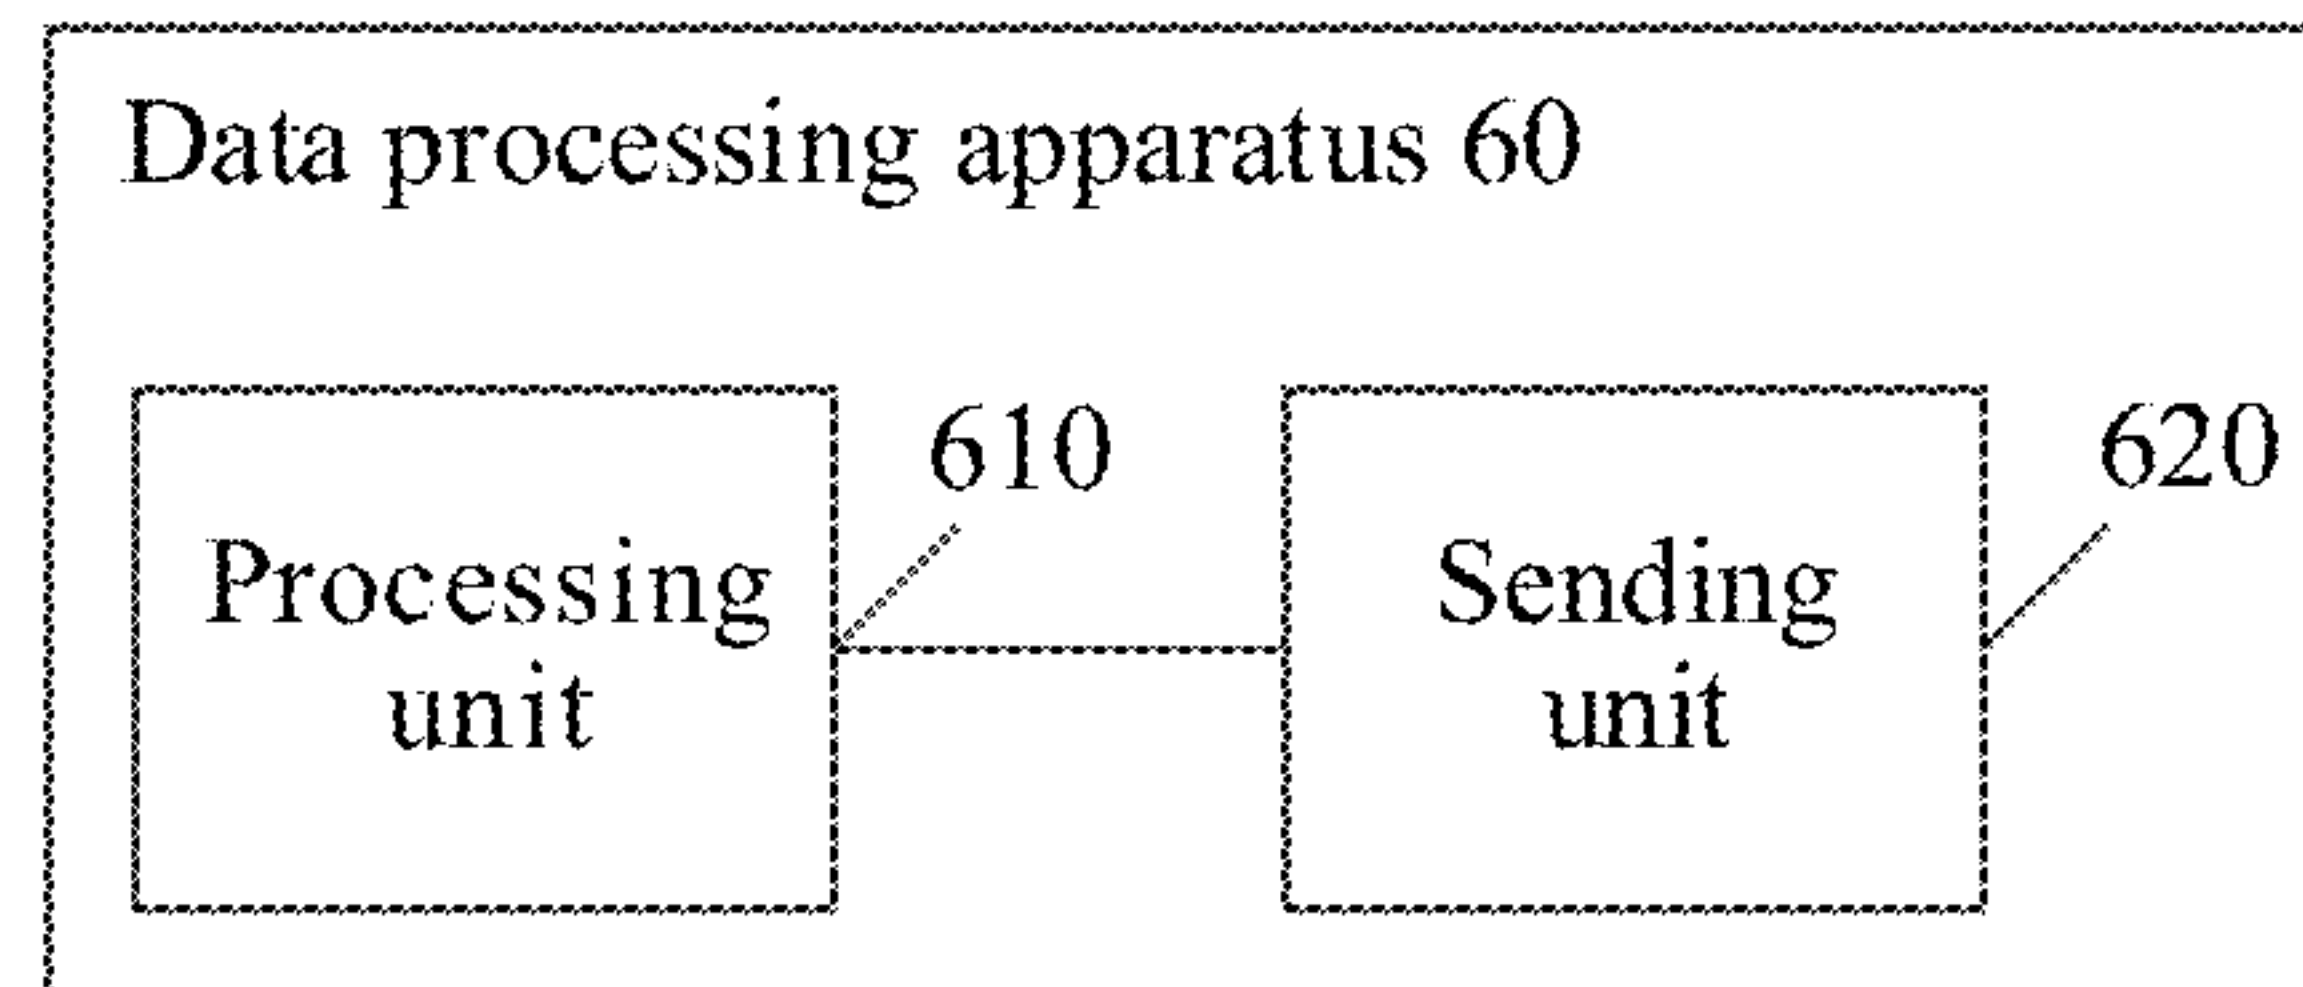 Data processing apparatus 60
610
620
Processing
unit
Sending
unit